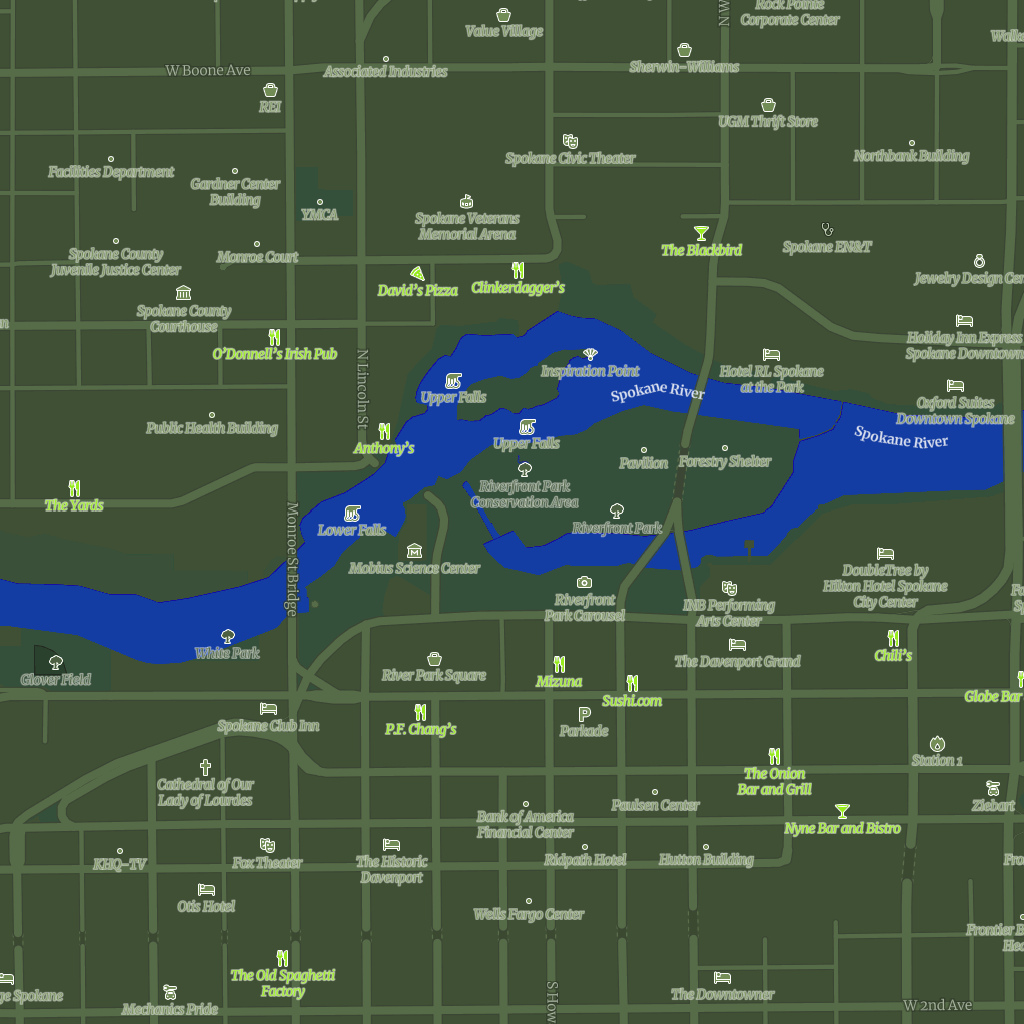 Rock Pointe
Corporate Center
Value Village
W Boone Ave
Associated Industries
Sherwin-Williams
REI
UGM Thrift Store
Spokane Civic Theater
Northbank Building
Facilities Department
Gardner Center
Building
YMCA
Spokane Veterans
Memorial Arena
The Blackbird
Spokane EN&T
Spokane County
Juvenile Justice Center
Monroe Court
David's Pizza
Clinkerdagger's
Jewelry Design Cen
Spokane County
Courthouse
O'Donnell's Irish Pub
Holiday Inn Express
Spokane Downtown
N Lincoln St
Inspiration Point
Hotel RL Spokane
at the Park
Upper Falls
Spokane River
Oxford Suites
Downtown Spokane
Public Health Building
Anthony's
Upper Falls
Spokane River
Pavilion
Forestry Shelter
Riverfront Park
Conservation Area
The Yards
Monroe St Bridge
Lower Falls
Riverfront Park
Mobius Science Center
DoubleTree by
Hilton Hotel Spokane
City Center
Riverfront
Park Carousel
INB Performing
Arts Center
White Park
Glover Field
River Park Square
Mizuna
The Davenport Grand
Chili's
Sushi.com
Globe Bar
Spokane Club Inn
P.F. Chang's
Parkade
Station 1
Cathedral of Our
Lady of Lourdes
The Onion
Bar and Grill
Paulsen Center
Ziebart
Bank of America
Financial Center
Nyne Bar and Bistro
KHQ-TV
Fox Theater
The Historic
Davenport
Ridpath Hotel
Hutton Building
Otis Hotel
Wells Fargo Center
Frontier B
Hea
The Old Spaghetti
Factory
ge Spokane
Mechanics Pride
S How
The Downtowner
W 2nd Ave